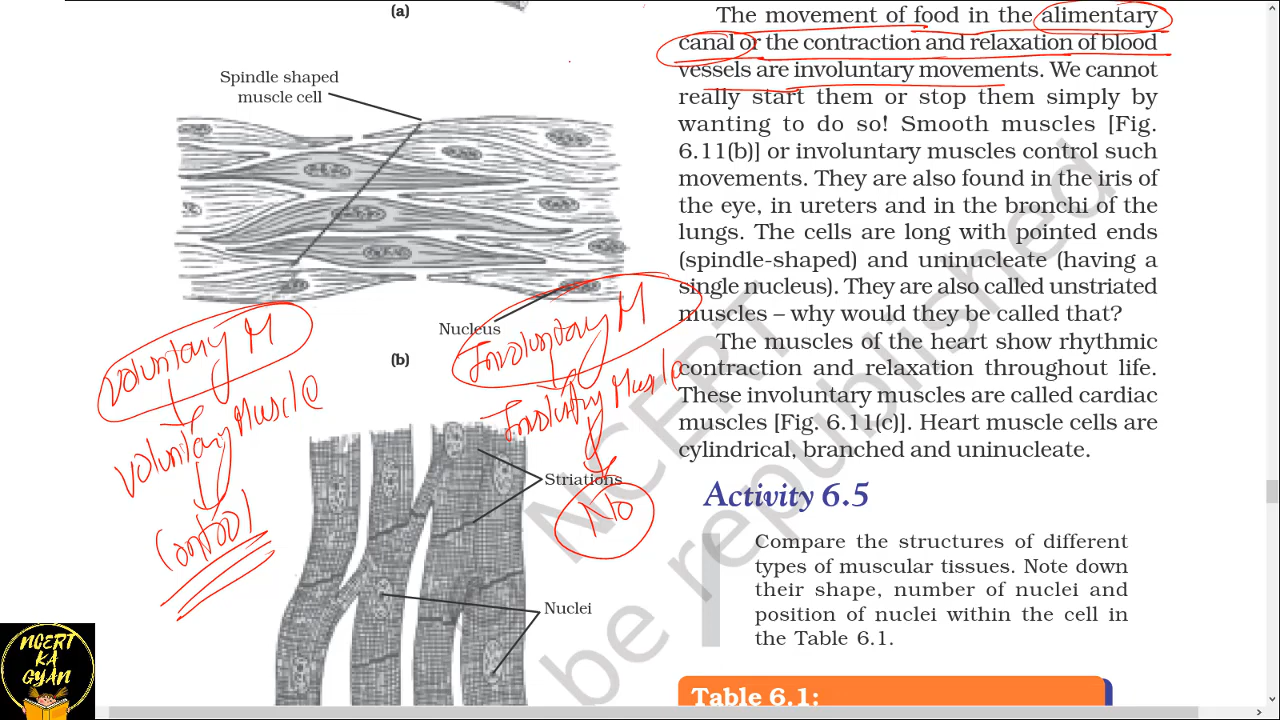 (a)
Spindle shaped
muscle cell
Nucleus
(b)
Voluntary M
Voluntary Muscle
Control
Involuntary M
Involuntry Muscle
No
Striations
Nuclei
The movement of food in the alimentary
canal or the contraction and relaxation of blood
vessels are involuntary movements. We cannot
really start them or stop them simply by
wanting to do so! Smooth muscles [Fig.
6.11(b)] or involuntary muscles control such
movements. They are also found in the iris of
the eye, in ureters and in the bronchi of the
lungs. The cells are long with pointed ends
(spindle-shaped) and uninucleate (having a
single nucleus). They are also called unstriated
muscles – why would they be called that?
The muscles of the heart show rhythmic
contraction and relaxation throughout life.
These involuntary muscles are called cardiac
muscles [Fig. 6.11(c)]. Heart muscle cells are
cylindrical, branched and uninucleate.
Activity 6.5
Compare the structures of different
types of muscular tissues. Note down
their shape, number of nuclei and
position of nuclei within the cell in
the Table 6.1.
Table 6.1:
NCERT
be republished
NCERT
KA
GYAN